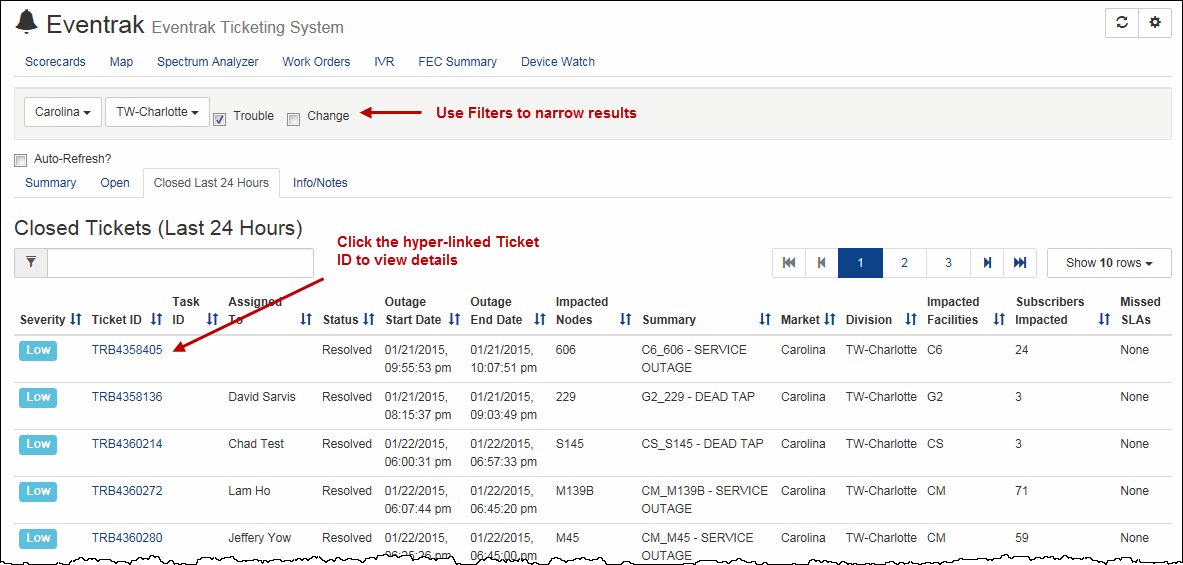 Eventrak Eventrak Ticketing System
Scorecards Map Spectrum Analyzer Work Orders IVR FEC Summary Device Watch
Carolina TW-Charlotte Trouble Change Use Filters to narrow results
Auto-Refresh?
Summary Open Closed Last 24 Hours Info/Notes
Closed Tickets (Last 24 Hours)
Click the hyper-linked Ticket
ID to view details
1 2 3 Show 10 rows
Task Assigned Outage Outage Impacted Impacted Subscribers Missed
Severity Ticket ID ID To Status Start Date End Date Nodes Summary Market Division Facilities Impacted SLAs
Low TRB4358405 Resolved 01/21/2015, 01/21/2015, 606 C6_606 - SERVICE Carolina TW-Charlotte C6 24 None
09:55:53 pm 10:07:51 pm OUTAGE
Low TRB4358136 David Sarvis Resolved 01/21/2015, 01/21/2015, 229 G2_229 - DEAD TAP Carolina TW-Charlotte G2 3 None
08:15:37 pm 09:03:49 pm
Low TRB4360214 Chad Test Resolved 01/22/2015, 01/22/2015, S145 CS_S145 - DEAD TAP Carolina TW-Charlotte CS 3 None
06:00:31 pm 06:57:33 pm
Low TRB4360272 Lam Ho Resolved 01/22/2015, 01/22/2015, M139B CM_M139B - SERVICE Carolina TW-Charlotte CM 71 None
06:07:44 pm 06:45:20 pm OUTAGE
Low TRB4360280 Jeffery Yow Resolved 01/22/2015, 01/22/2015, M45 CM_M45 - SERVICE Carolina TW-Charlotte CM 59 None
06:25:26 pm 06:45:00 pm OUTAGE